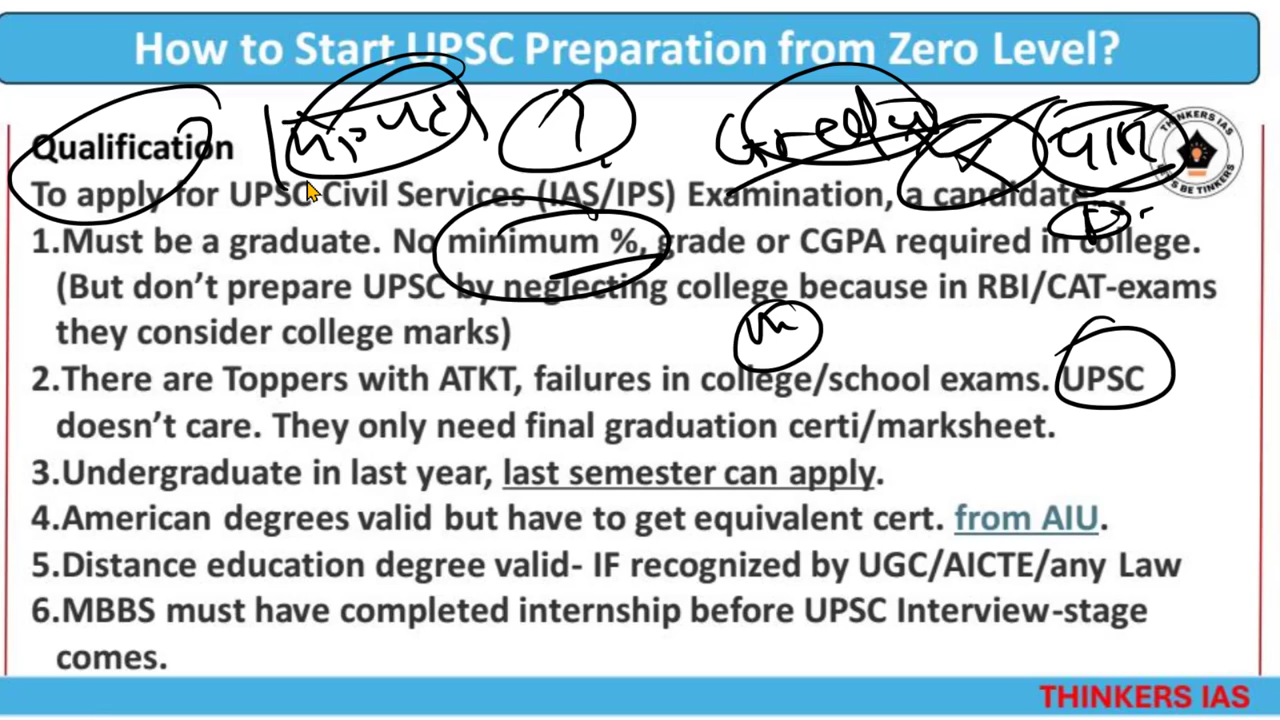 How to Start UPSC Preparation from Zero Level?
Qualification
THINKERS IAS
LET'S BE TINKERS
To apply for UPSC Civil Services (IAS/IPS) Examination, a candidate...
1.Must be a graduate. No minimum %, grade or CGPA required in college.
(But don't prepare UPSC by neglecting college because in RBI/CAT-exams
they consider college marks)
2.There are Toppers with ATKT, failures in college/school exams. UPSC
doesn't care. They only need final graduation certi/marksheet.
3.Undergraduate in last year, last semester can apply.
4.American degrees valid but have to get equivalent cert. from AIU.
5.Distance education degree valid- IF recognized by UGC/AICTE/any Law
6.MBBS must have completed internship before UPSC Interview-stage
comes.
THINKERS IAS